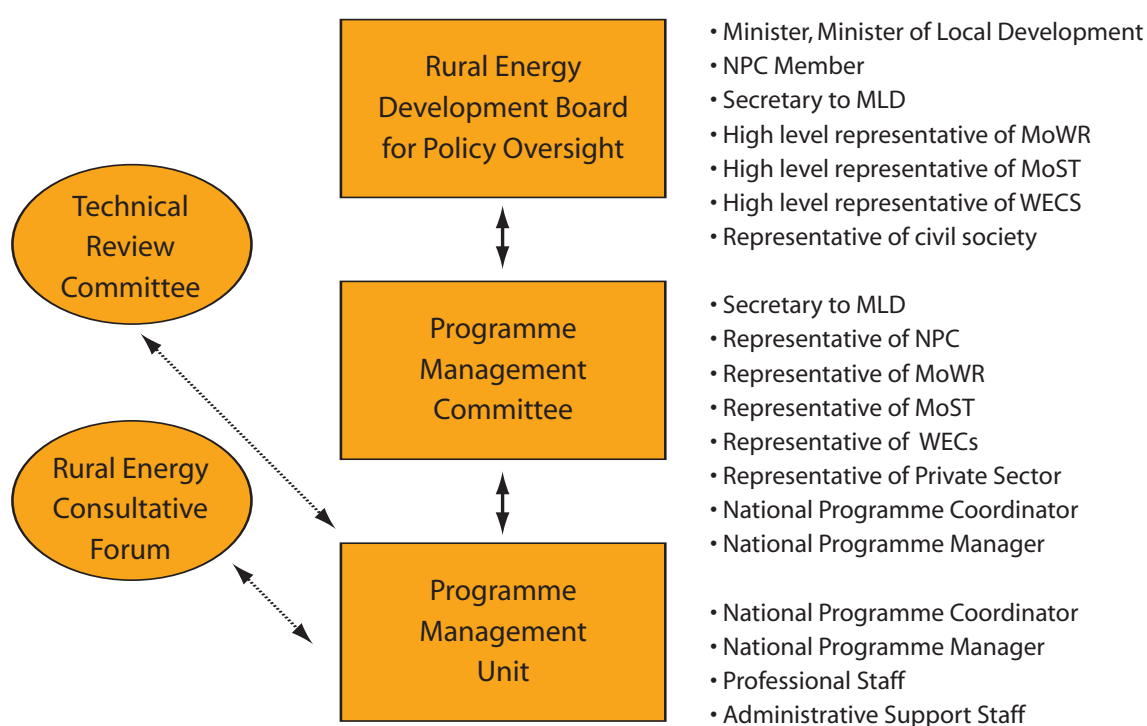 Rural Energy
Development Board
for Policy Oversight
• Minister, Minister of Local Development
• NPC Member
• Secretary to MLD
• High level representative of MoWR
• High level representative of MoST
• High level representative of WECS
• Representative of civil society
Technical
Review
Committee
Programme
Management
Committee
• Secretary to MLD
• Representative of NPC
• Representative of MoWR
• Representative of MoST
• Representative of WECs
• Representative of Private Sector
• National Programme Coordinator
• National Programme Manager
Rural Energy
Consultative
Forum
Programme
Management
Unit
• National Programme Coordinator
• National Programme Manager
• Professional Staff
• Administrative Support Staff